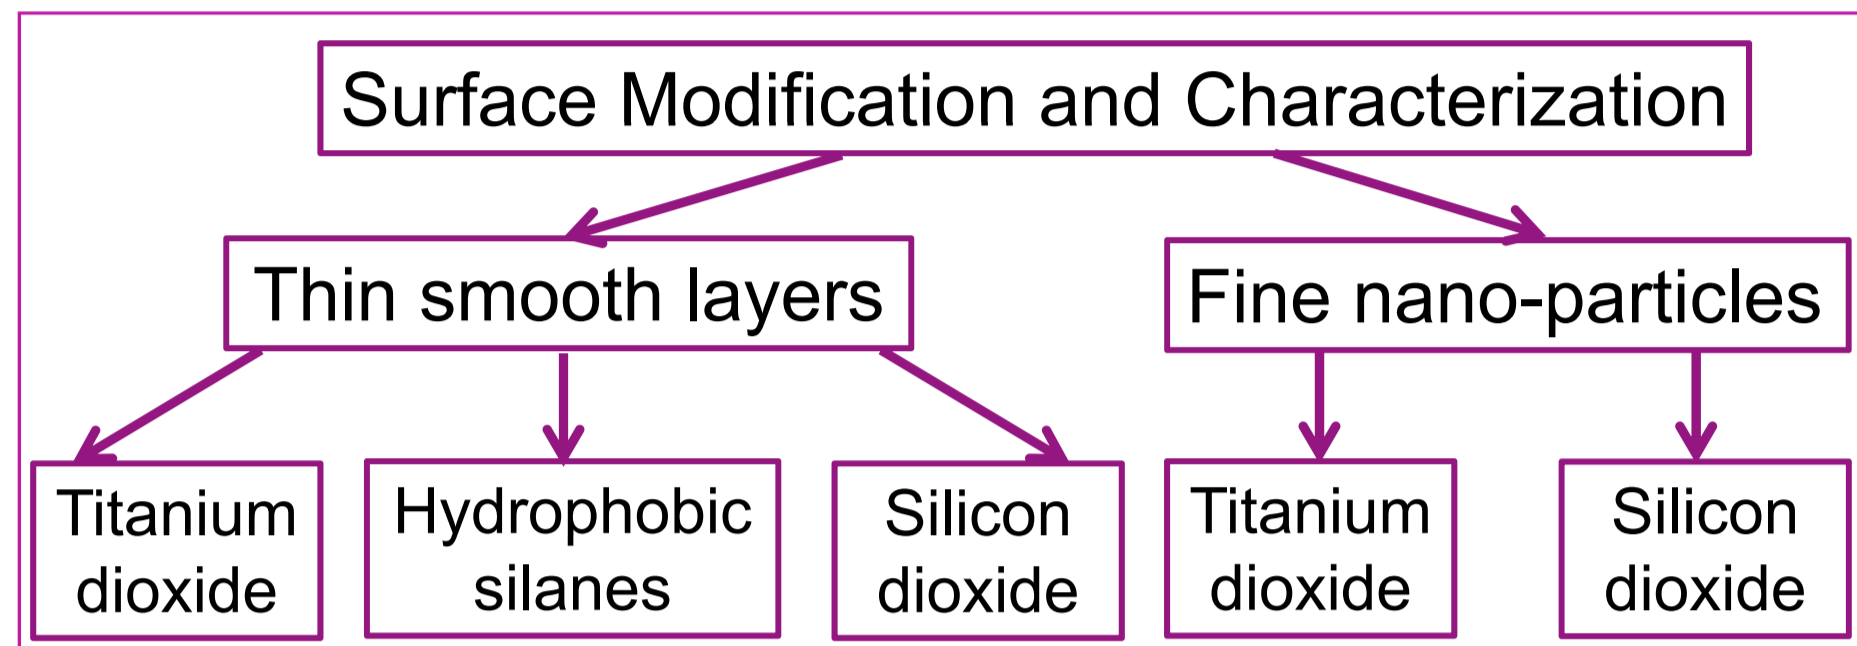 Surface Modification and Characterization
Thin smooth layers
Fine nano-particles
Titanium
dioxide
Hydrophobic
silanes
Silicon
dioxide
Titanium
dioxide
Silicon
dioxide